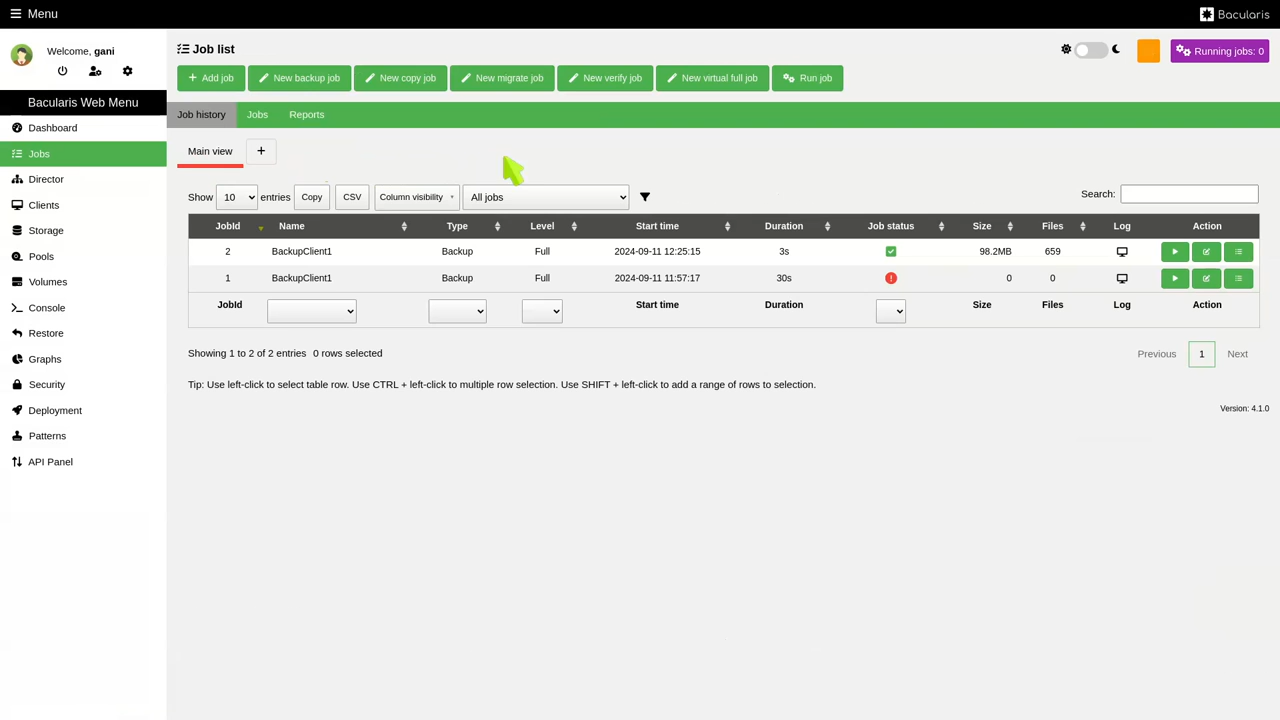 Menu
Bacularis
Welcome, gani
Bacularis Web Menu
Dashboard
Jobs
Director
Clients
Storage
Pools
Volumes
Console
Restore
Graphs
Security
Deployment
Patterns
API Panel
Job list
Running jobs: 0
Add job New backup job New copy job New migrate job New verify job New virtual full job Run job
Job history Jobs Reports
Main view +
Show 10 entries Copy CSV Column visibility All jobs Search:
JobId Name Type Level Start time Duration Job status Size Files Log Action
2 BackupClient1 Backup Full 2024-09-11 12:25:15 3s 98.2MB 659
1 BackupClient1 Backup Full 2024-09-11 11:57:17 30s 0 0
JobId Start time Duration Size Files Log Action
Showing 1 to 2 of 2 entries 0 rows selected Previous 1 Next
Tip: Use left-click to select table row. Use CTRL + left-click to multiple row selection. Use SHIFT + left-click to add a range of rows to selection.
Version: 4.1.0